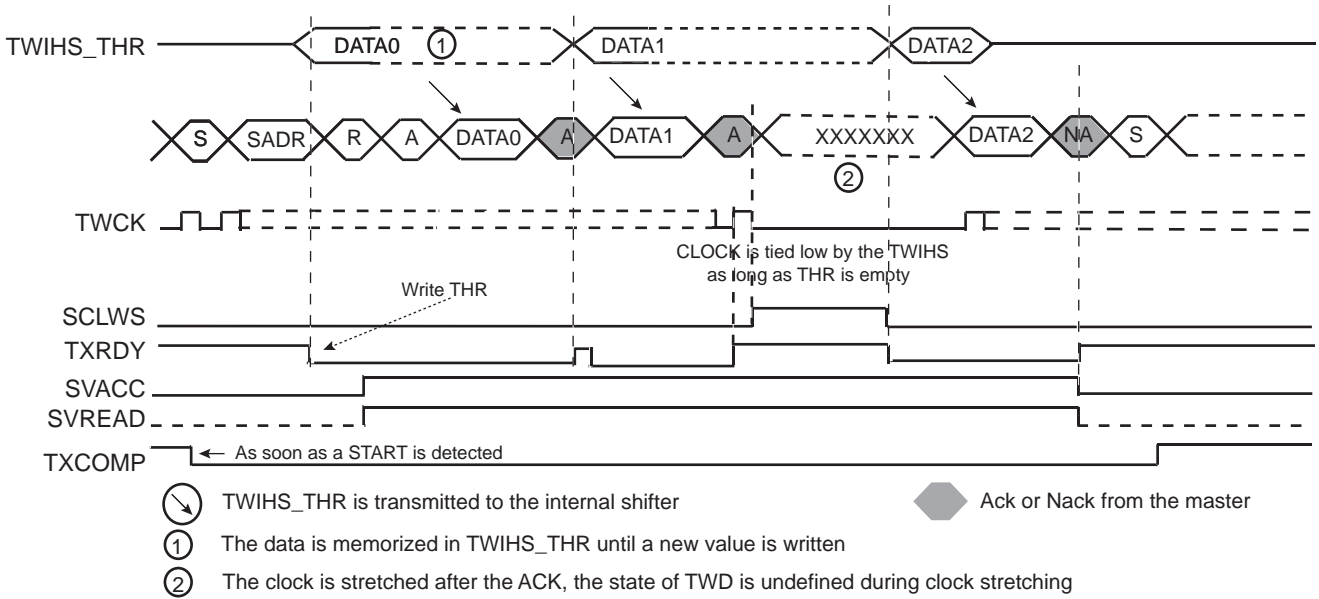 TWIHS_THR DATA0 1 DATA1 DATA2
S SADR R A DATA0 A DATA1 A XXXXXXX DATA2 NA S
2
TWCK
CLOCK is tied low by the TWIHS
as long as THR is empty
Write THR
SCLWS
TXRDY
SVACC
SVREAD
TXCOMP As soon as a START is detected
TWIHS_THR is transmitted to the internal shifter Ack or Nack from the master
1 The data is memorized in TWIHS_THR until a new value is written
2 The clock is stretched after the ACK, the state of TWD is undefined during clock stretching